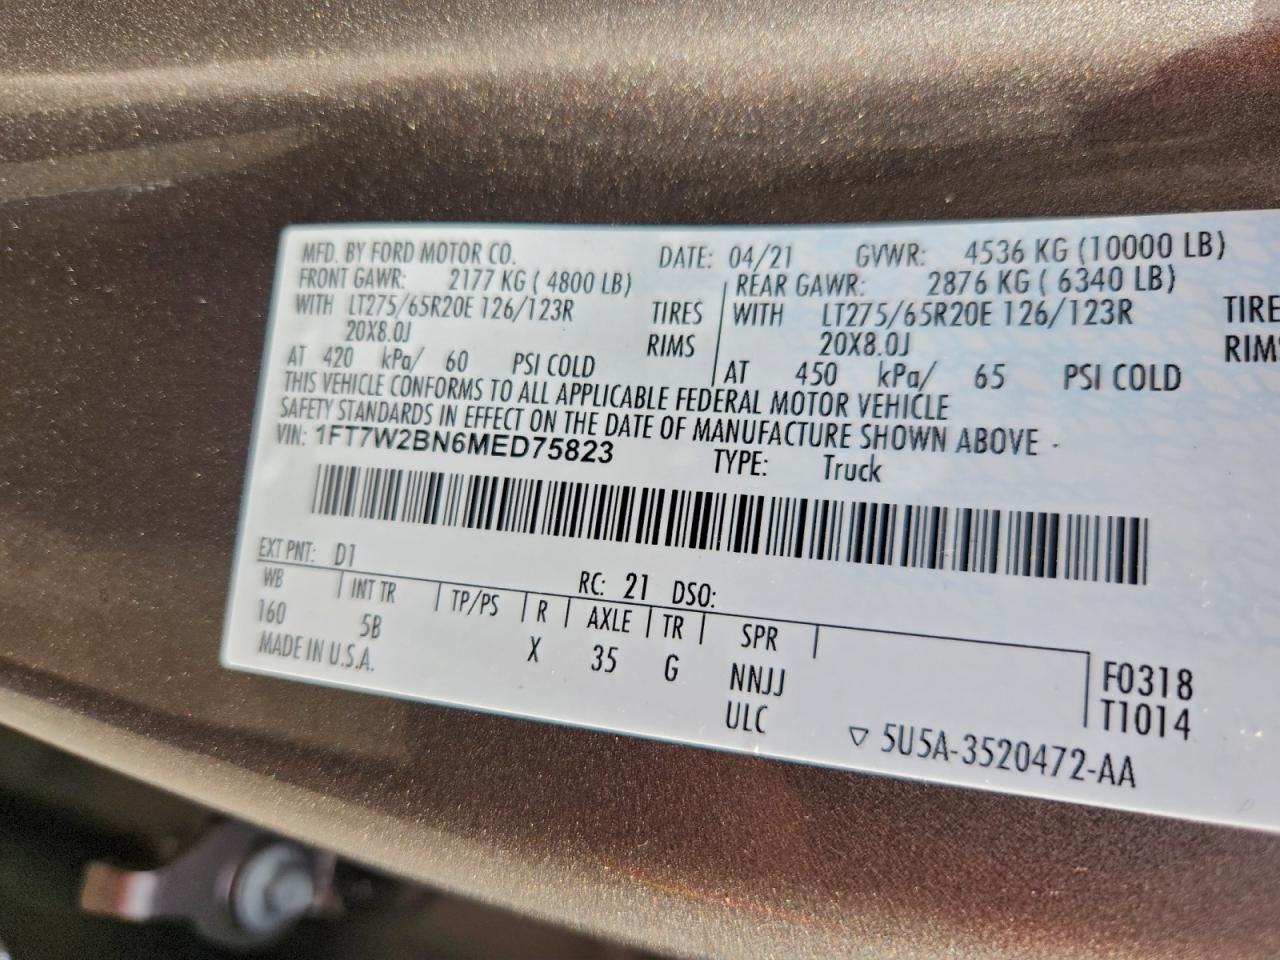 MFD. BY FORD MOTOR CO. DATE: 04/21 GVWR: 4536 KG (10000 LB)
FRONT GAWR: 2177 KG ( 4800 LB) REAR GAWR: 2876 KG ( 6340 LB)
WITH LT275/65R20E 126/123R TIRES WITH LT275/65R20E 126/123R TIRE
20X8.0J RIMS 20X8.0J RIMS
AT 420 kPa/ 60 PSI COLD AT 450 kPa/ 65 PSI COLD
THIS VEHICLE CONFORMS TO ALL APPLICABLE FEDERAL MOTOR VEHICLE
SAFETY STANDARDS IN EFFECT ON THE DATE OF MANUFACTURE SHOWN ABOVE .
VIN: 1FT7W2BN6MED75823 TYPE: Truck
EXT PNT: D1 RC: 21 DSO:
WB INT TR TP/PS R AXLE TR SPR
160 5B X 35 G NNJJ F0318
MADE IN U.S.A. ULC T1014
▽ 5U5A-3520472-AA